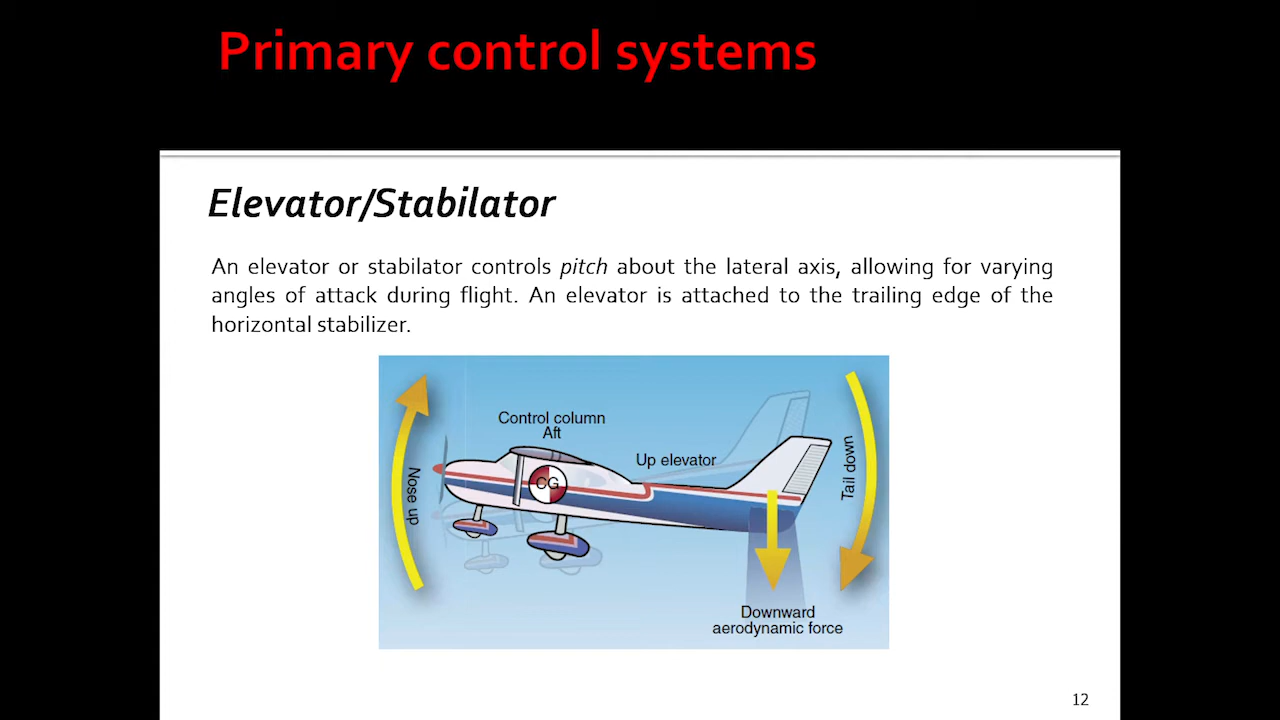 Primary control systems
Elevator/Stabilator
An elevator or stabilator controls pitch about the lateral axis, allowing for varying
angles of attack during flight. An elevator is attached to the trailing edge of the
horizontal stabilizer.
Control column
Aft
Up elevator
CG
Nose up
Tail down
Downward
aerodynamic force
12